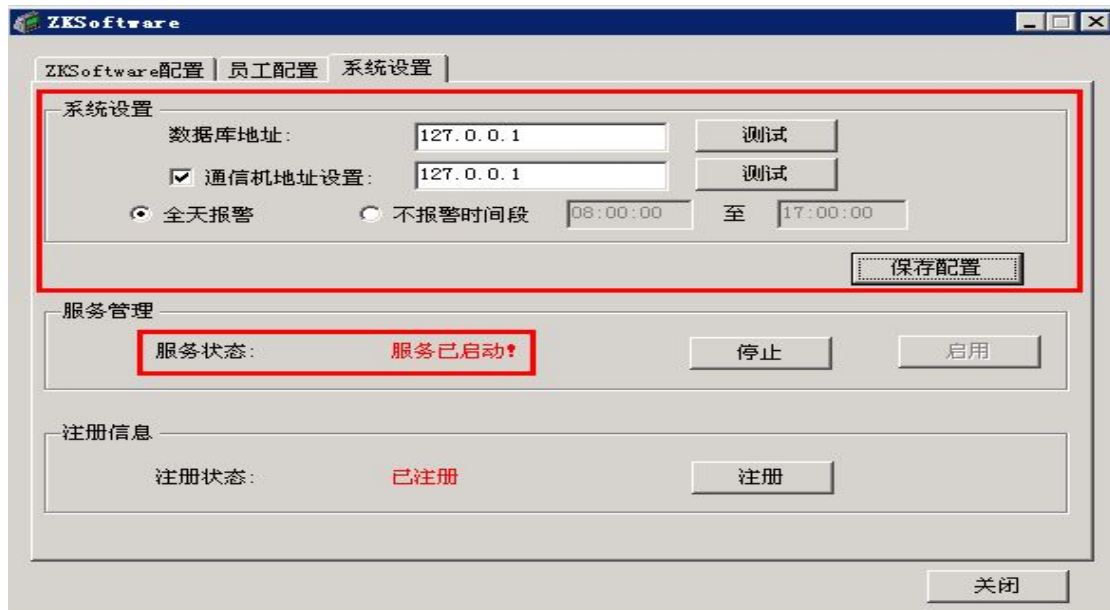 ZKSoftware
ZKSoftware配置 员工配置 系统设置
系统设置
数据库地址: 127.0.0.1 测试
通信机地址设置: 127.0.0.1 测试
全天报警 不报警时间段 08:00:00 至 17:00:00
保存配置
服务管理
服务状态: 服务已启动! 停止 启用
注册信息
注册状态: 已注册 注册
关闭